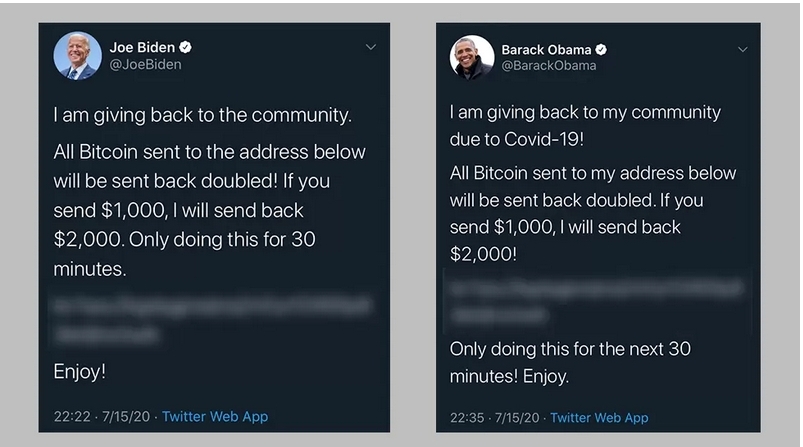 Joe Biden
@JoeBiden
I am giving back to the community.
All Bitcoin sent to the address below
will be sent back doubled! If you
send $1,000, I will send back
$2,000. Only doing this for 30
minutes.
Enjoy!
22:22 · 7/15/20 · Twitter Web App
Barack Obama
@BarackObama
I am giving back to my community
due to Covid-19!
All Bitcoin sent to my address below
will be sent back doubled. If you
send $1,000, I will send back
$2,000!
Only doing this for the next 30
minutes! Enjoy.
22:35 · 7/15/20 · Twitter Web App